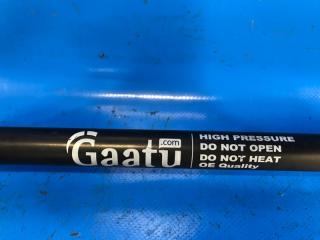 Gaatu
.com
HIGH PRESSURE
DO NOT OPEN
DO NOT HEAT
OE Quality